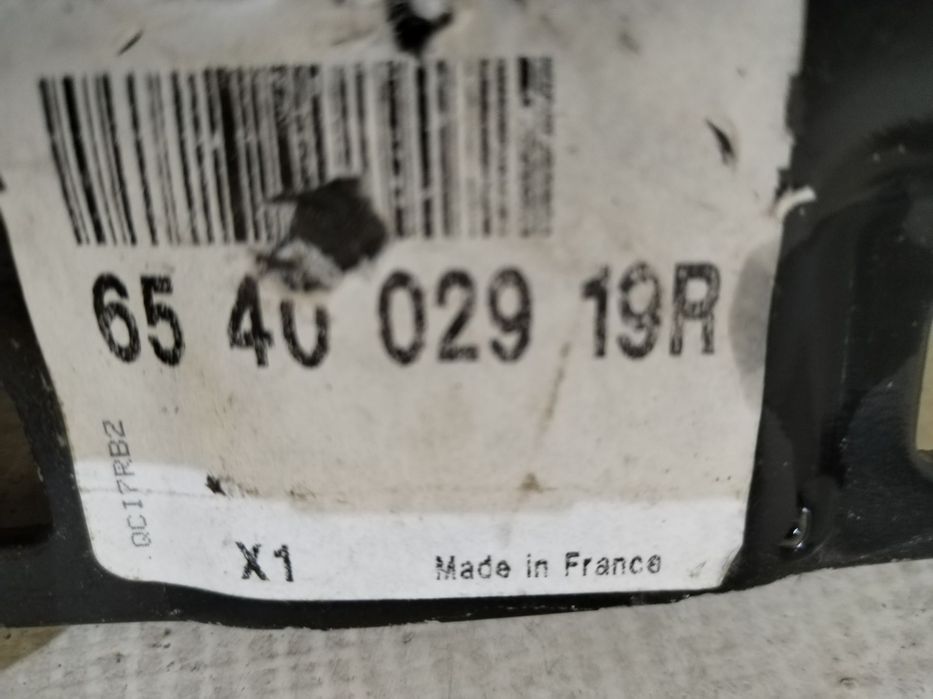 65 40 029 19R
QCI7RB2
X1
Made in France